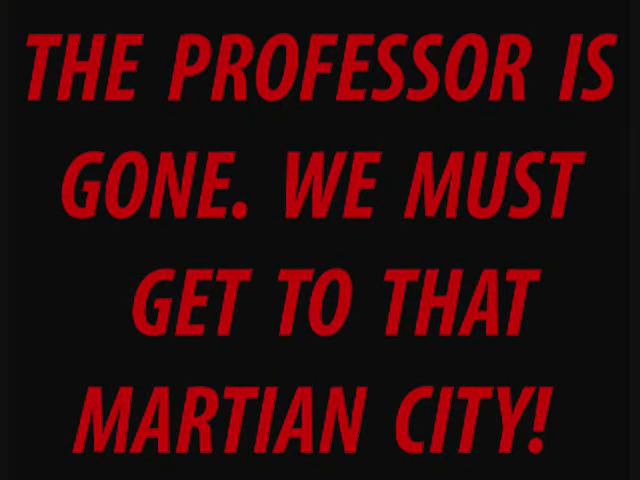 THE PROFESSOR IS
GONE. WE MUST
GET TO THAT
MARTIAN CITY!